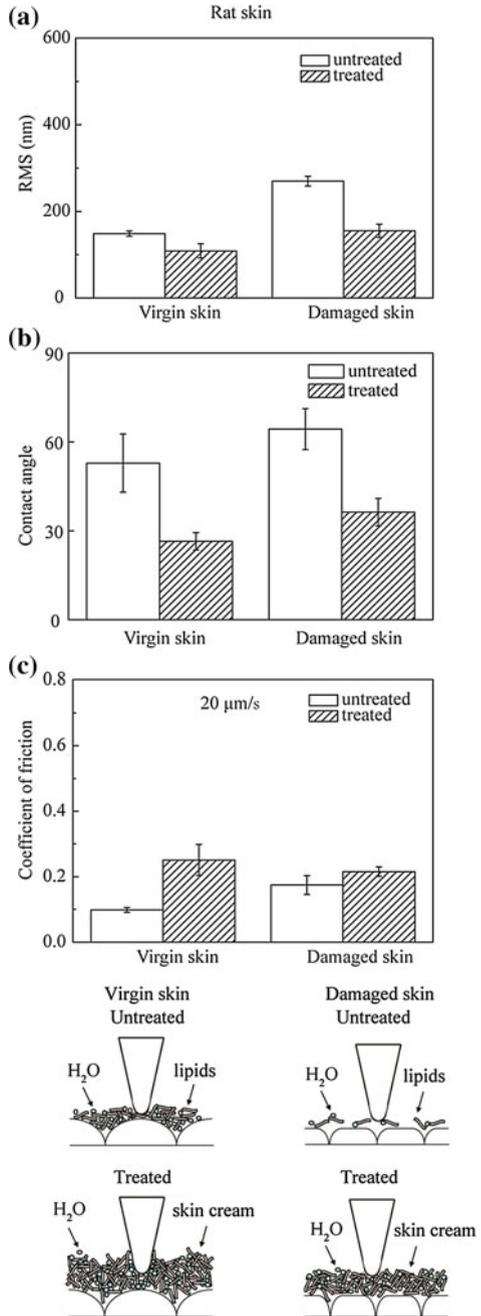 (a)
Rat skin
600
untreated
treated
400
RMS (nm)
200
0
Virgin skin Damaged skin
(b)
90
untreated
treated
60
Contact angle
30
0
Virgin skin Damaged skin
(c)
0.8
20 μm/s
untreated
treated
0.6
Coefficient of friction
0.4
0.2
0.0
Virgin skin Damaged skin
Virgin skin
Untreated
H₂O
lipids
Damaged skin
Untreated
H₂O
lipids
Treated
H₂O
skin cream
Treated
H₂O
skin cream